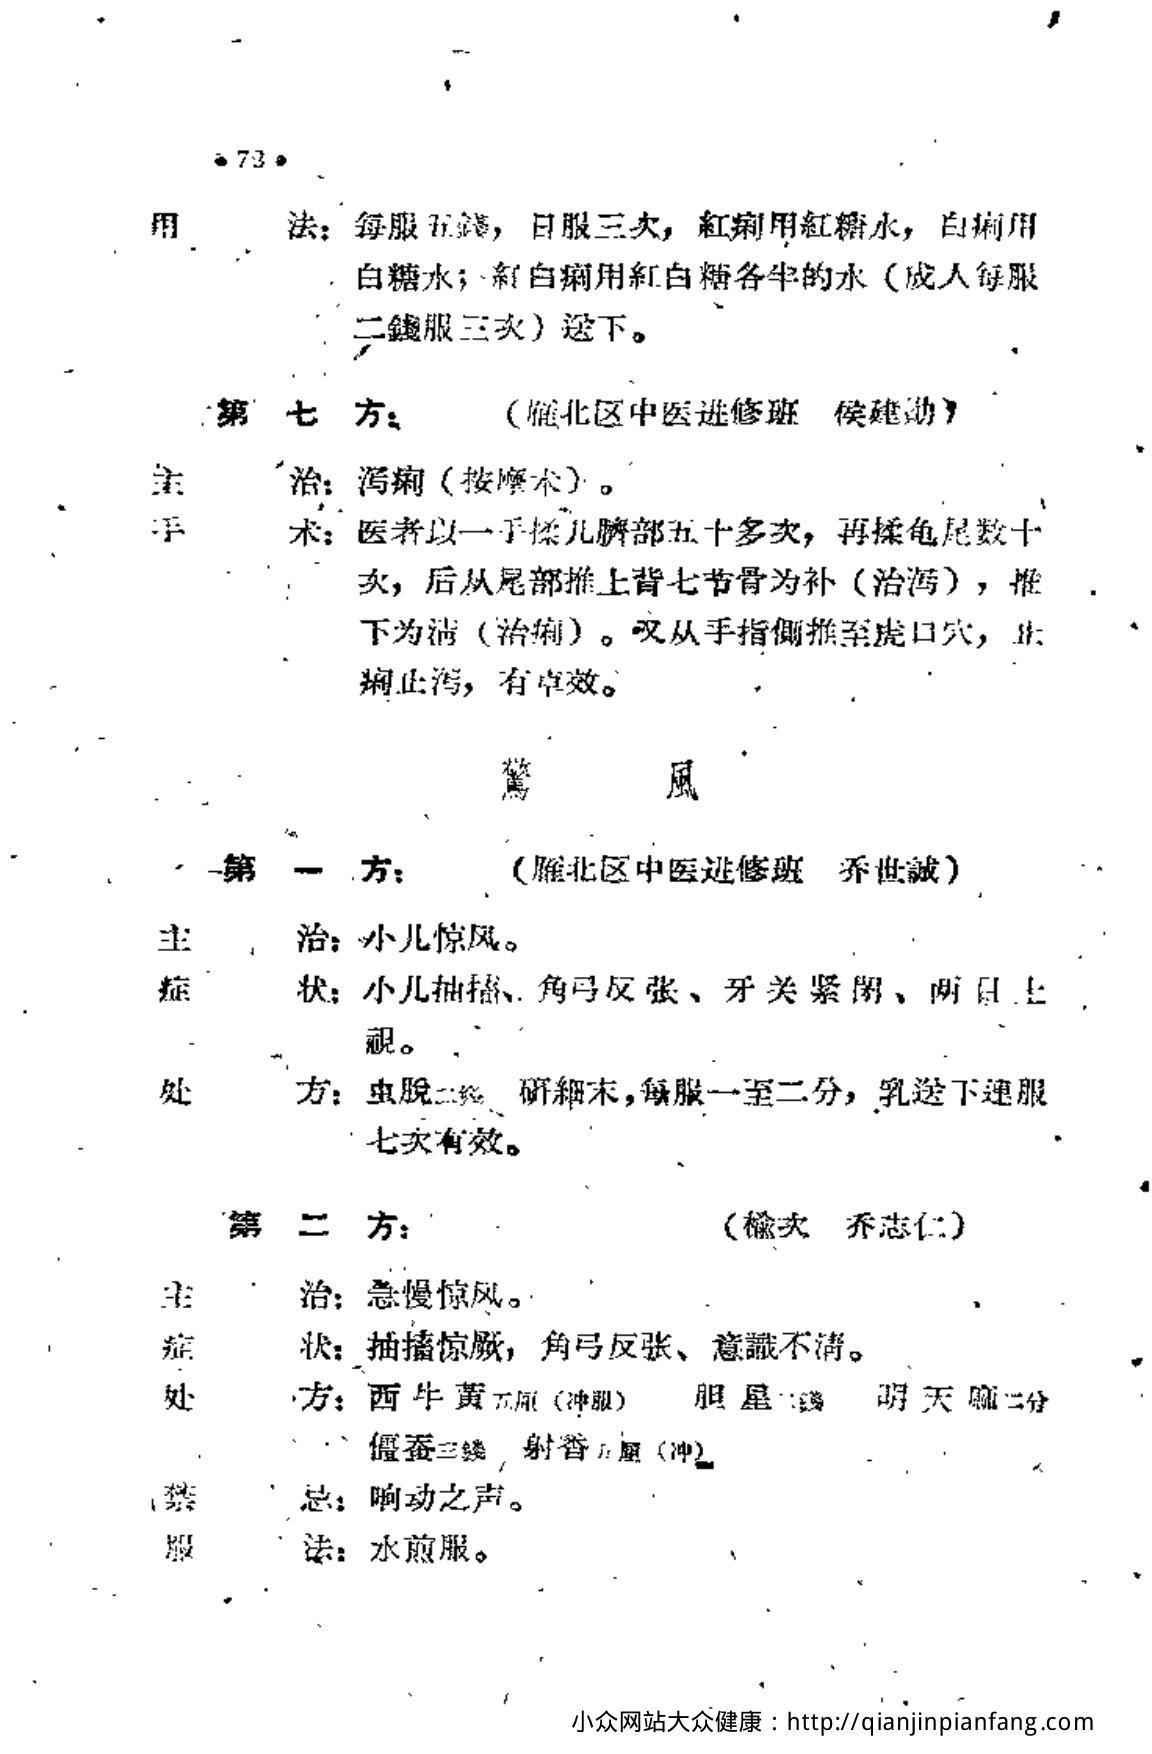 • 73 •
用 法：每服五錢，日服三次，紅痢用紅糖水，白痢用
白糖水；紅白痢用紅白糖各半的水（成人每服
二錢服三次）送下。
第 七 方：（雁北区中医进修班 侯建勋）
主 治：泻痢（按摩术）。
手 术：医者以一手揉儿臍部五十多次，再揉龟尾数十
次，后从尾部推上背七节骨为补（治泻），推
下为清（治痢）。又从手指側推至虎口穴，止
痢止泻，有卓效。
驚 風
第 一 方：（雁北区中医进修班 乔世誠）
主 治：小儿惊风。
症 状：小儿抽搐、角弓反张、牙关紧閉、两目上
視。
处 方：虫脫二錢 研細末，每服一至二分，乳送下連服
七次有效。
第 二 方：（榆次 乔志仁）
主 治：急慢惊风。
症 状：抽搐惊厥，角弓反张、意識不清。
处 方：西牛黃五厘（冲服） 胆星二錢 明天麻二分
僵蚕三錢 射香五厘（冲）
禁 忌：响动之声。
服 法：水煎服。
小众网站大众健康：http://qianjinpianfang.com